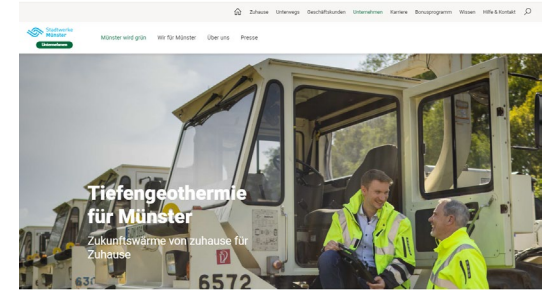 Zuhause Unterwegs Geschäftskunden Unternehmen Karriere Bonusprogramm Wissen Hilfe & Kontakt
Stadtwerke
Münster
Unternehmen
Münster wird grün Wir für Münster Über uns Presse
Tiefengeothermie
für Münster
Zukunftswärme von zuhause für
Zuhause
630
6572